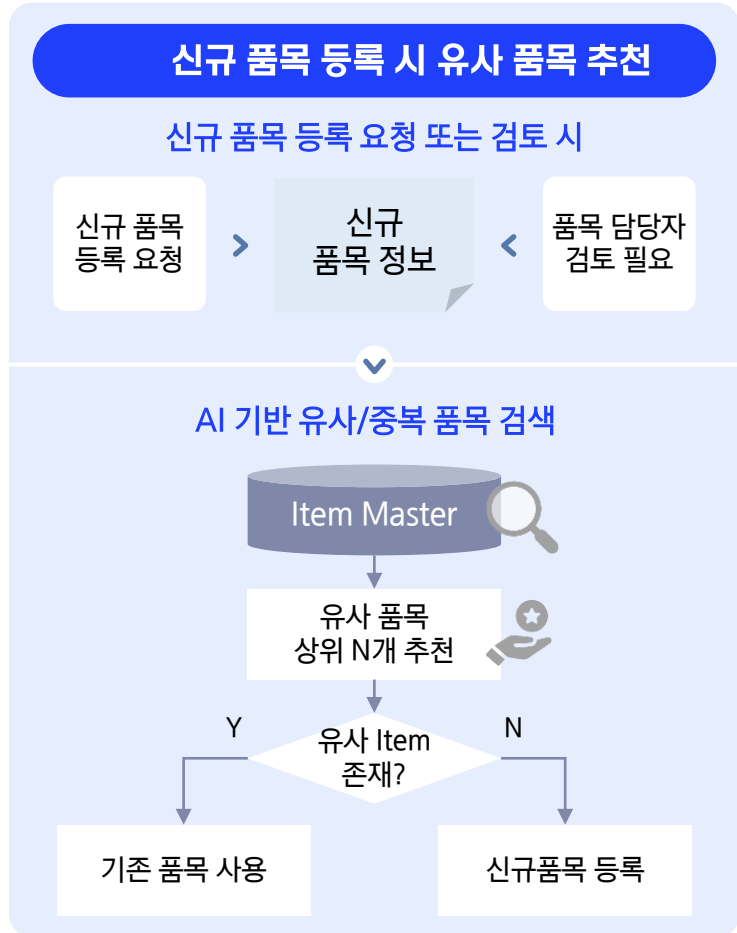 신규 품목 등록 시 유사 품목 추천
신규 품목 등록 요청 또는 검토 시
신규 품목
등록 요청
신규
품목 정보
품목 담당자
검토 필요
AI 기반 유사/중복 품목 검색
Item Master
유사 품목
상위 N개 추천
유사 Item
존재?
Y
N
기존 품목 사용
신규품목 등록